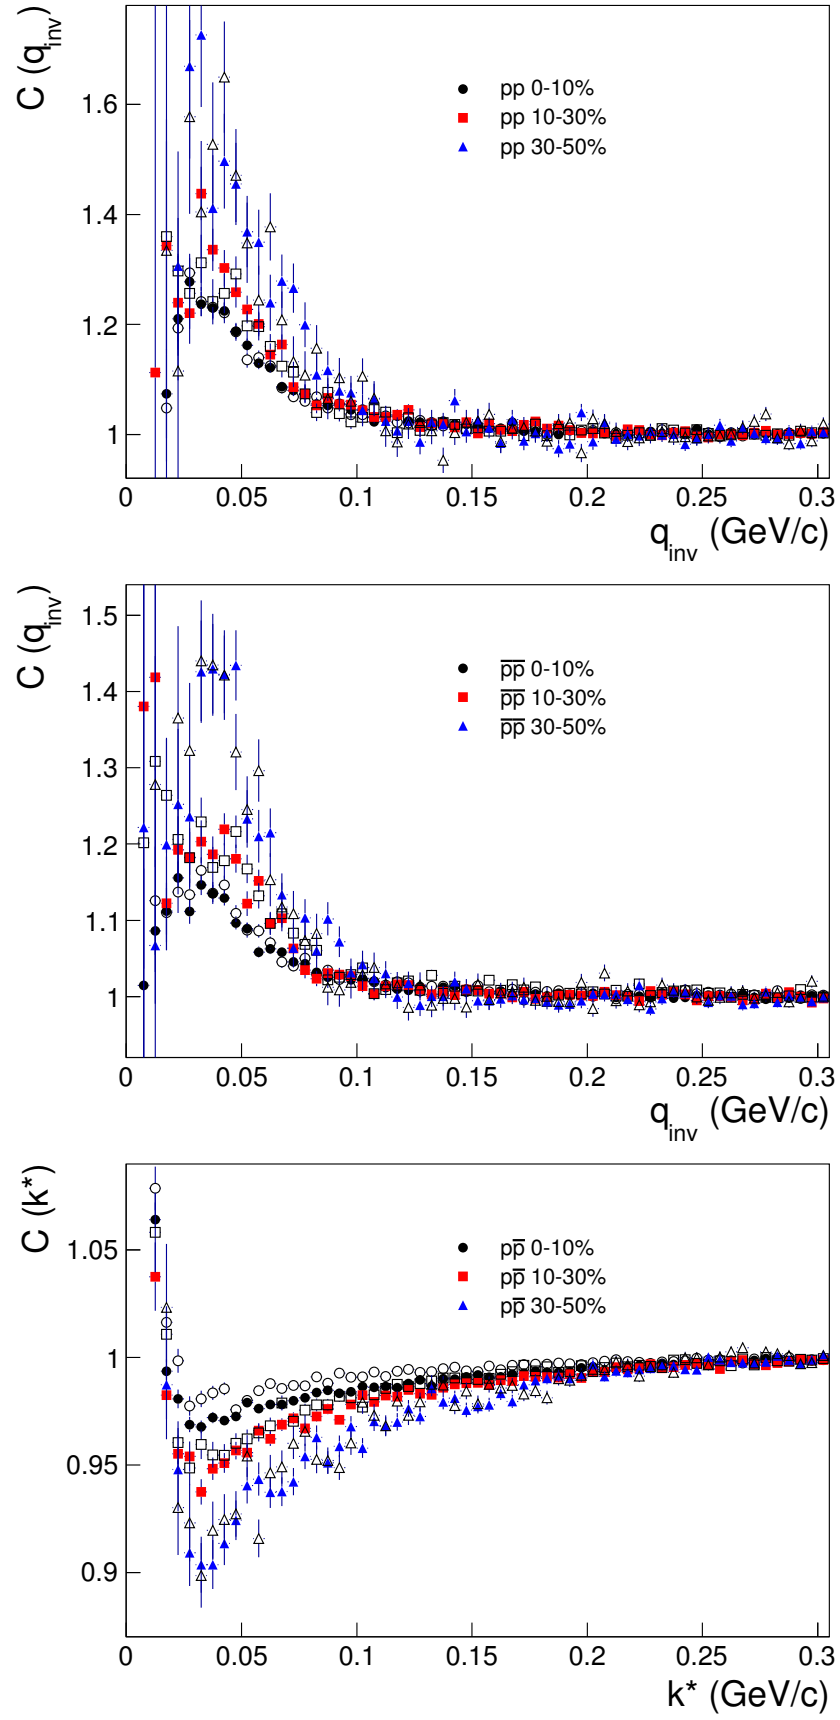 C (q_inv)
1.6
1.4
1.2
1
pp 0-10%
pp 10-30%
pp 30-50%
0 0.05 0.1 0.15 0.2 0.25 0.3
q_inv (GeV/c)
C (q_inv)
1.5
1.4
1.3
1.2
1.1
1
p̅p̅ 0-10%
p̅p̅ 10-30%
p̅p̅ 30-50%
0 0.05 0.1 0.15 0.2 0.25 0.3
q_inv (GeV/c)
C (k*)
1.05
1
0.95
0.9
pp̅ 0-10%
pp̅ 10-30%
pp̅ 30-50%
0 0.05 0.1 0.15 0.2 0.25 0.3
k* (GeV/c)